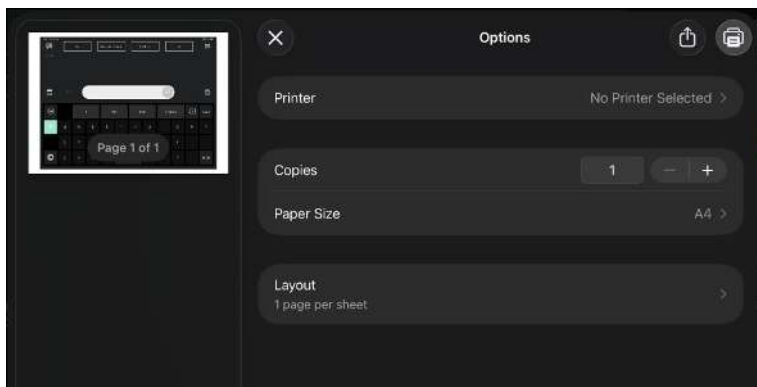 Options
Page 1 of 1
Printer No Printer Selected
Copies 1
Paper Size A4
Layout
1 page per sheet